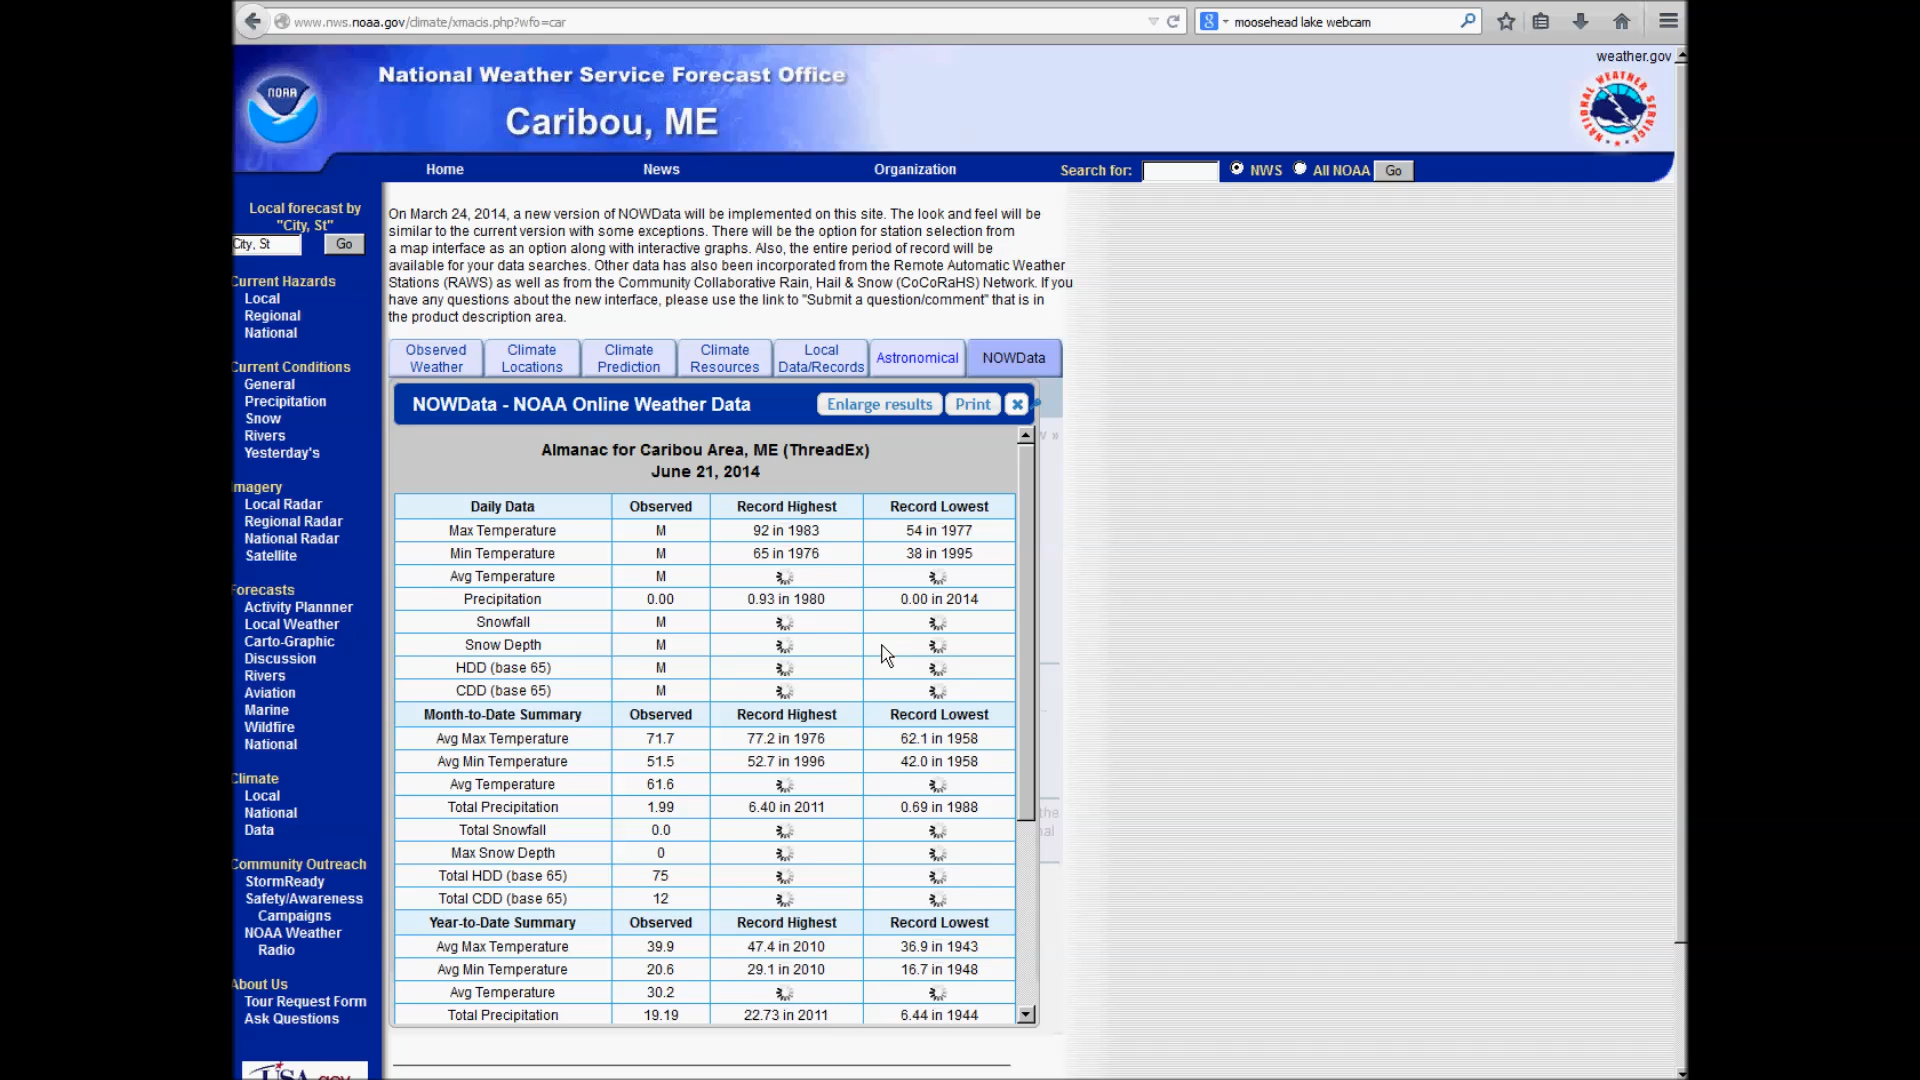 www.nws.noaa.gov/climate/xmacis.php?wfo=car
moosehead lake webcam
weather.gov
National Weather Service Forecast Office
Caribou, ME
NOAA
NATIONAL WEATHER SERVICE
Home News Organization Search for: NWS All NOAA Go
Local forecast by
"City, St"
City, St Go
Current Hazards
Local
Regional
National
Current Conditions
General
Precipitation
Snow
Rivers
Yesterday's
Imagery
Local Radar
Regional Radar
National Radar
Satellite
Forecasts
Activity Plannner
Local Weather
Carto-Graphic
Discussion
Rivers
Aviation
Marine
Wildfire
National
Climate
Local
National
Data
Community Outreach
StormReady
Safety/Awareness
Campaigns
NOAA Weather
Radio
About Us
Tour Request Form
Ask Questions
USA.gov
On March 24, 2014, a new version of NOWData will be implemented on this site. The look and feel will be
similar to the current version with some exceptions. There will be the option for station selection from
a map interface as an option along with interactive graphs. Also, the entire period of record will be
available for your data searches. Other data has also been incorporated from the Remote Automatic Weather
Stations (RAWS) as well as from the Community Collaborative Rain, Hail & Snow (CoCoRaHS) Network. If you
have any questions about the new interface, please use the link to "Submit a question/comment" that is in
the product description area.
Observed Weather Climate Locations Climate Prediction Climate Resources Local Data/Records Astronomical NOWData
NOWData - NOAA Online Weather Data Enlarge results Print
Almanac for Caribou Area, ME (ThreadEx)
June 21, 2014
Daily Data Observed Record Highest Record Lowest
Max Temperature M 92 in 1983 54 in 1977
Min Temperature M 65 in 1976 38 in 1995
Avg Temperature M
Precipitation 0.00 0.93 in 1980 0.00 in 2014
Snowfall M
Snow Depth M
HDD (base 65) M
CDD (base 65) M
Month-to-Date Summary Observed Record Highest Record Lowest
Avg Max Temperature 71.7 77.2 in 1976 62.1 in 1958
Avg Min Temperature 51.5 52.7 in 1996 42.0 in 1958
Avg Temperature 61.6
Total Precipitation 1.99 6.40 in 2011 0.69 in 1988
Total Snowfall 0.0
Max Snow Depth 0
Total HDD (base 65) 75
Total CDD (base 65) 12
Year-to-Date Summary Observed Record Highest Record Lowest
Avg Max Temperature 39.9 47.4 in 2010 36.9 in 1943
Avg Min Temperature 20.6 29.1 in 2010 16.7 in 1948
Avg Temperature 30.2
Total Precipitation 19.19 22.73 in 2011 6.44 in 1944